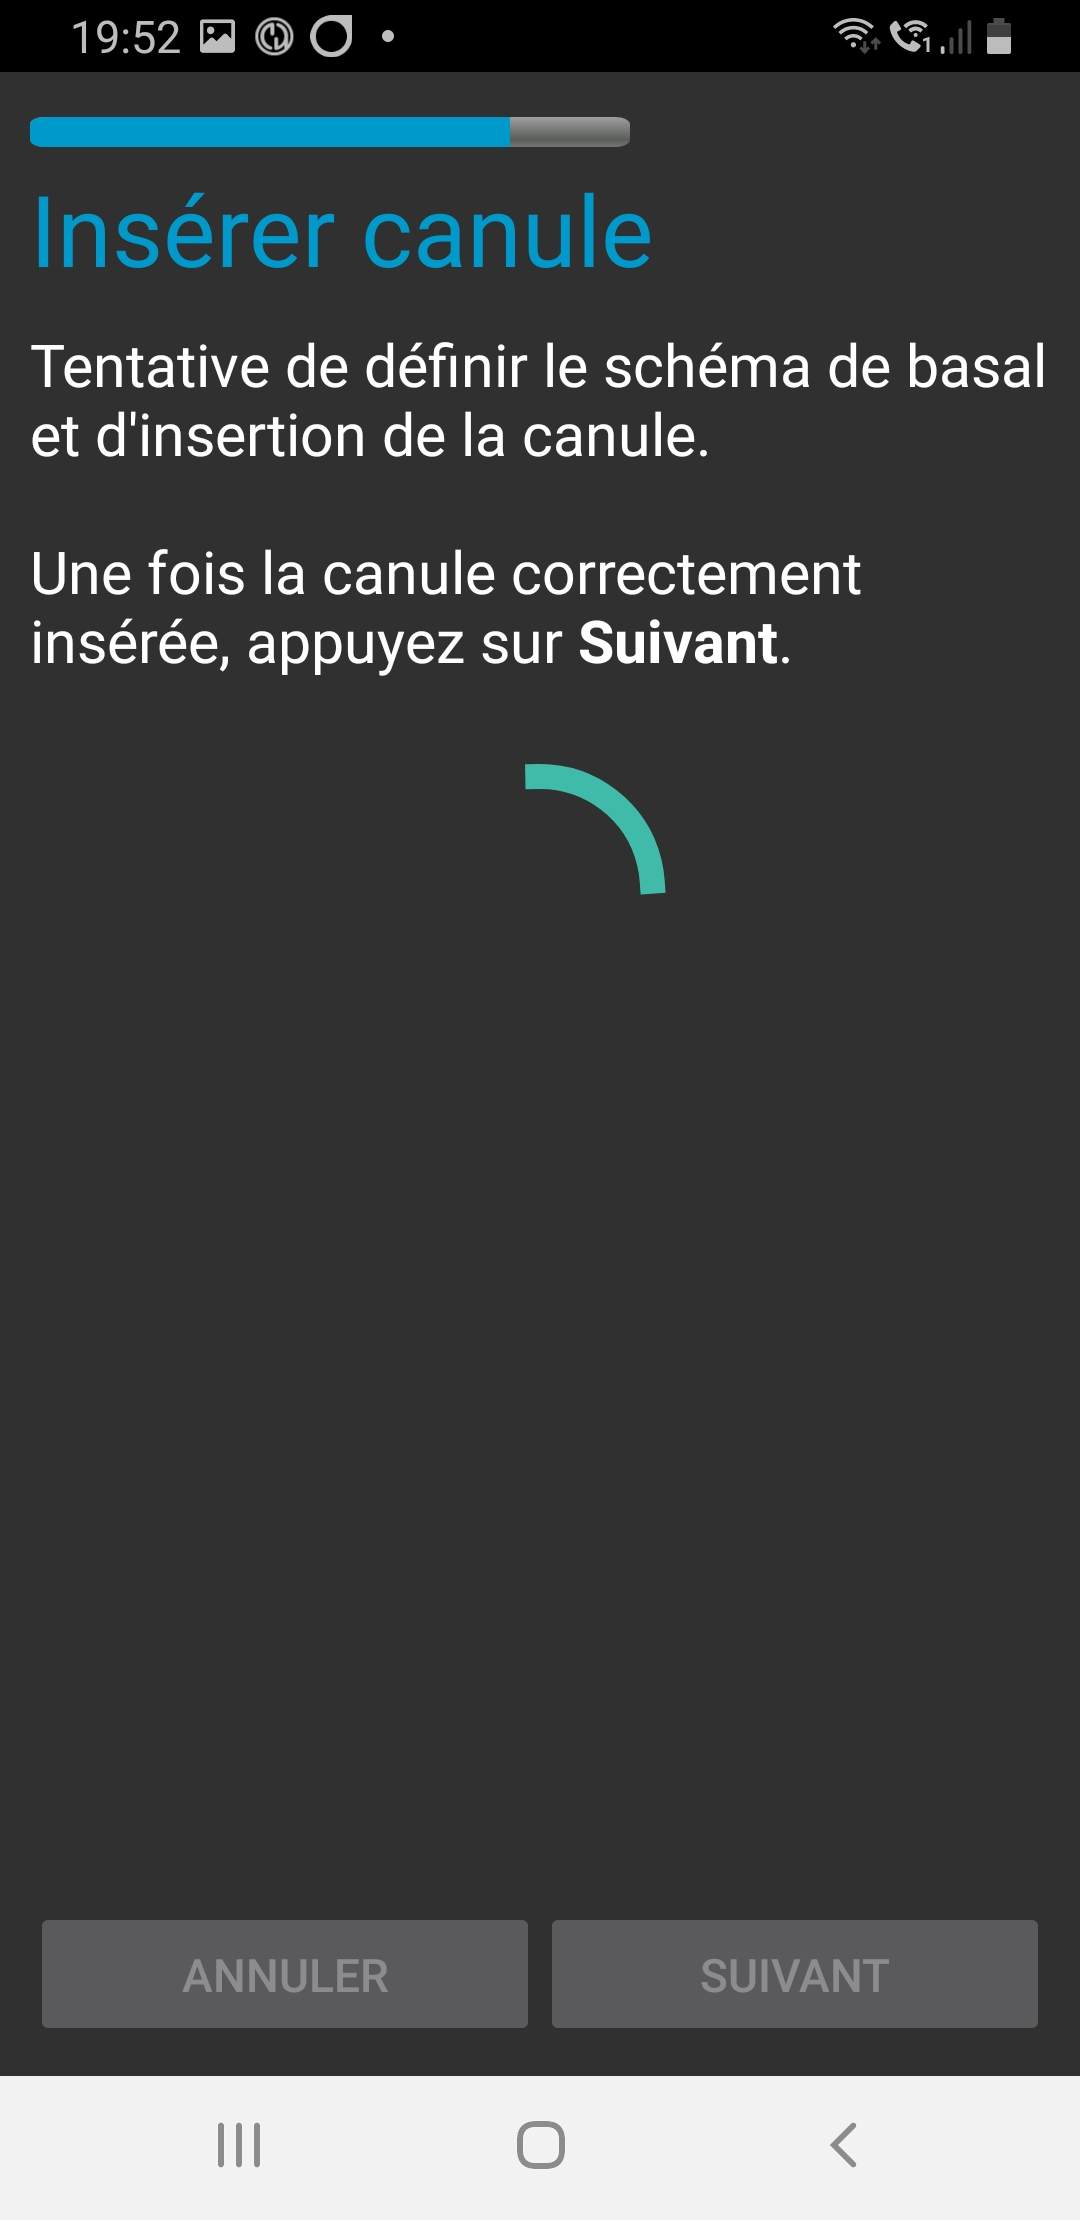 19:52
Insérer canule
Tentative de définir le schéma de basal
et d'insertion de la canule.
Une fois la canule correctement
insérée, appuyez sur Suivant.
ANNULER
SUIVANT